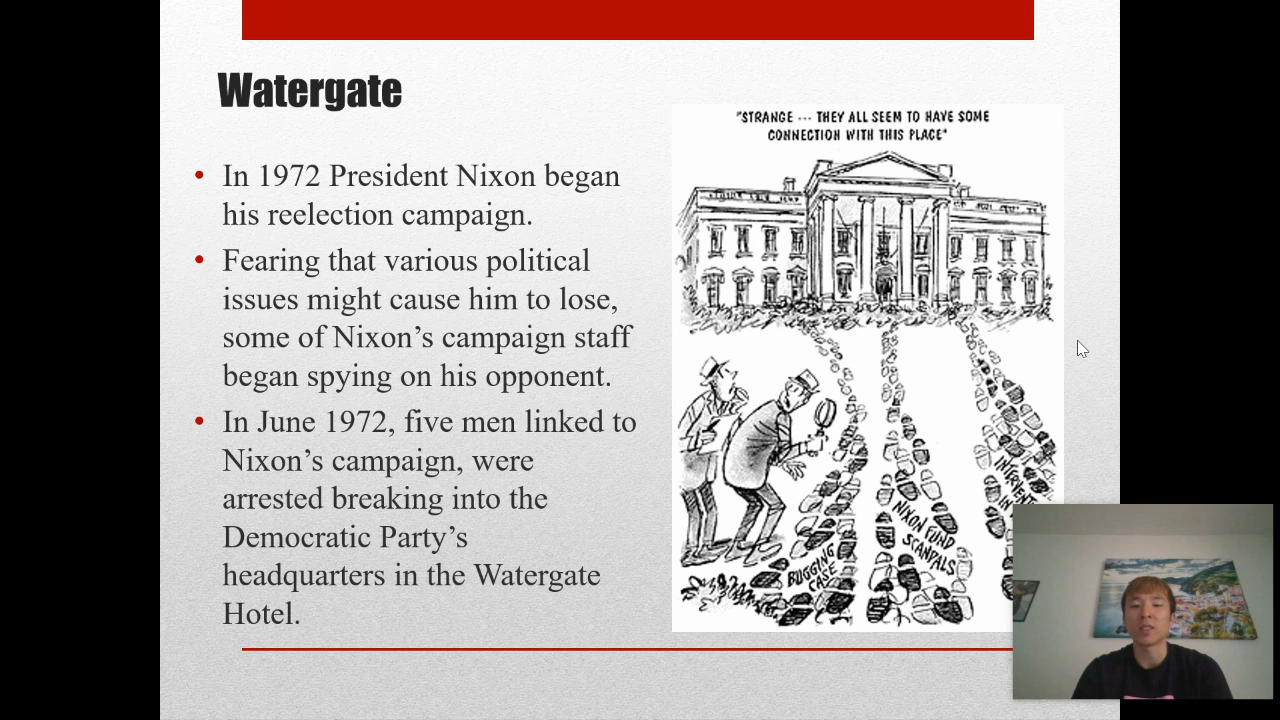 Watergate
• In 1972 President Nixon began
his reelection campaign.
• Fearing that various political
issues might cause him to lose,
some of Nixon’s campaign staff
began spying on his opponent.
• In June 1972, five men linked to
Nixon’s campaign, were
arrested breaking into the
Democratic Party’s
headquarters in the Watergate
Hotel.
"STRANGE --- THEY ALL SEEM TO HAVE SOME
CONNECTION WITH THIS PLACE"
BUGGING
CASE
NIXON FUND
SCANDALS